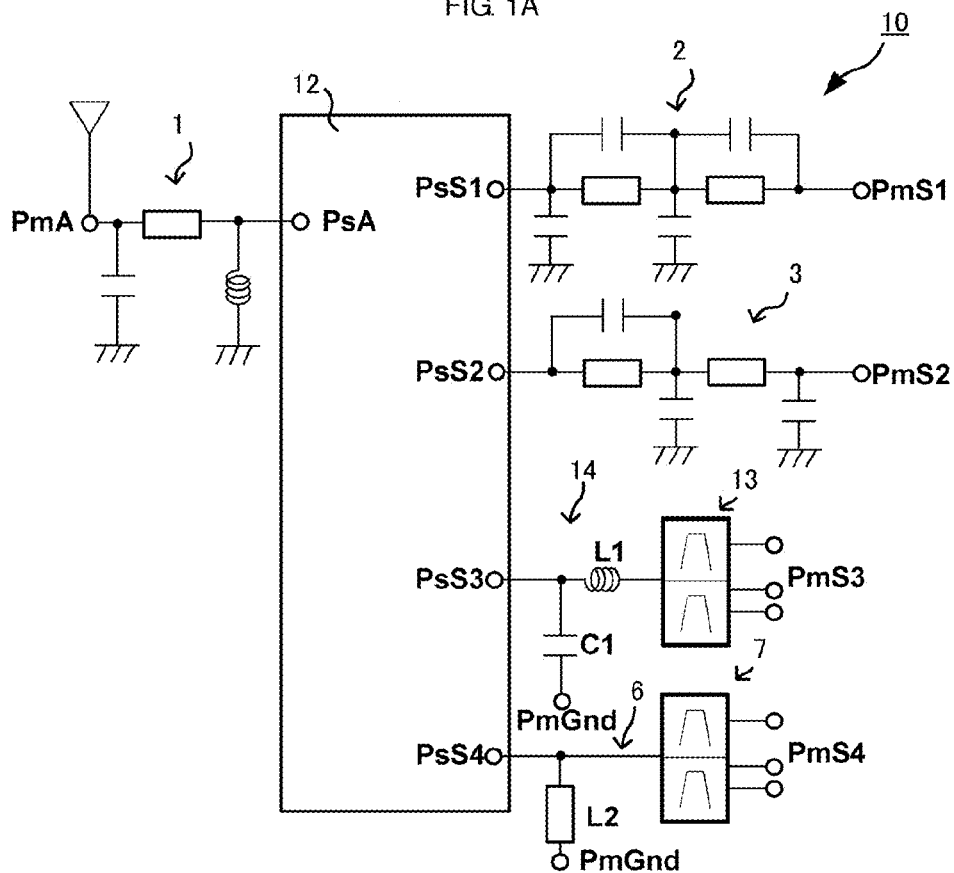 FIG. 1A
10
2
12
1
PsS1
PmS1
PmA
PsA
3
PsS2
PmS2
14
13
L1
PsS3
PmS3
C1
7
PmGnd
6
PsS4
PmS4
L2
PmGnd